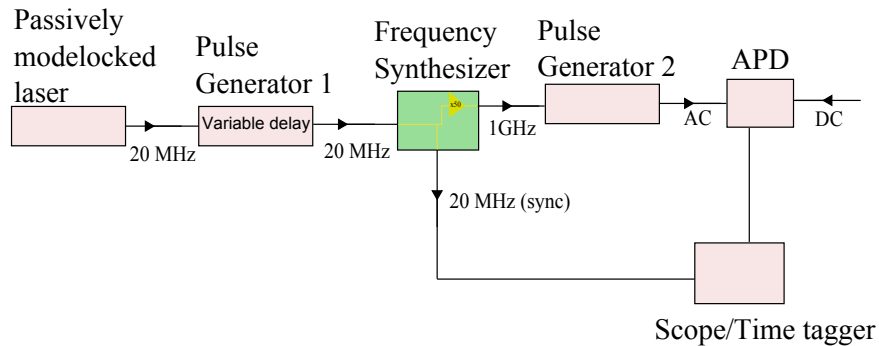 Passively
modelocked
laser
Pulse
Generator 1
Frequency
Synthesizer
Pulse
Generator 2
APD
Variable delay
x50
20 MHz
20 MHz
1GHz
AC
DC
20 MHz (sync)
Scope/Time tagger